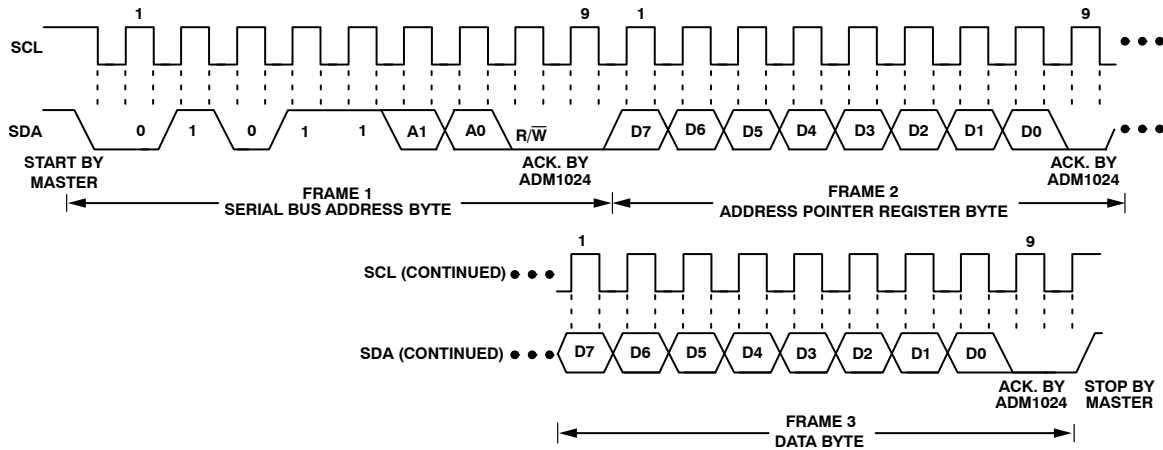 1 9 1 9
SCL
SDA 0 1 0 1 1 A1 A0 R/W̅ D7 D6 D5 D4 D3 D2 D1 D0
START BY
MASTER
ACK. BY
ADM1024
ACK. BY
ADM1024
FRAME 1
SERIAL BUS ADDRESS BYTE
FRAME 2
ADDRESS POINTER REGISTER BYTE
1 9
SCL (CONTINUED)
SDA (CONTINUED) D7 D6 D5 D4 D3 D2 D1 D0
ACK. BY
ADM1024
STOP BY
MASTER
FRAME 3
DATA BYTE